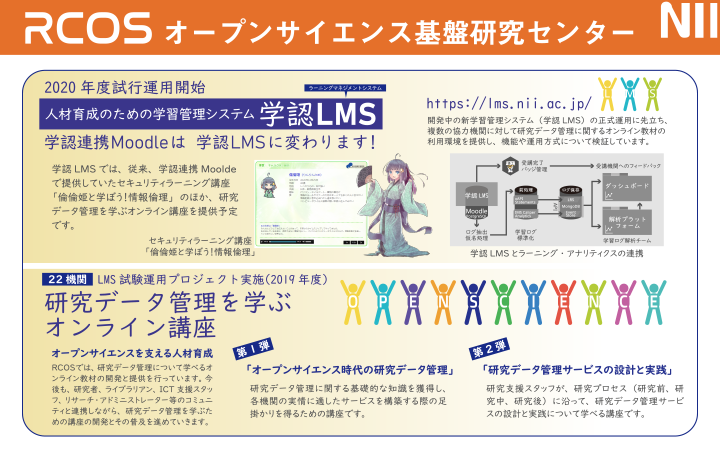 RCOS オープンサイエンス基盤研究センター
NII
2020 年度試行運用開始
ラーニングマネジメントシステム
人材育成のための学習管理システム 学認LMS
学認連携Moodleは 学認LMSに変わります!
学認 LMS では、従来、学認連携 Moolde
で提供していたセキュリティラーニング講座
「倫倫姫と学ぼう!情報倫理」 のほか、研究
データ管理を学ぶオンライン講座を提供予定
です。
セキュリティラーニング講座
「倫倫姫と学ぼう!情報倫理」
https://lms.nii.ac.jp/
L M S
開発中の新学習管理システム(学認 LMS)の正式運用に先立ち、
複数の協力機関に対して研究データ管理に関するオンライン教材の
利用環境を提供し、機能や運用方式について検証しています。
受講完了
バッジ管理
受講機関へのフィードバック
学認 LMS
Moodle
前処理
ログ保存
LRS
MongoDB
ダッシュボード
解析プラット
フォーム
ログ抽出
仮名処理
学習ログ
標準化
学習ログ解析チーム
学認 LMSとラーニング・アナリティクスの連携
22 機関 LMS 試験運用プロジェクト実施(2019 年度)
研究データ管理を学ぶ
オンライン講座
OPEN SCIENCE
オープンサイエンスを支える人材育成
RCOSでは、研究データ管理について学べるオ
ンライン教材の開発と提供を行っています。今
後も、研究者、ライブラリアン、ICT 支援スタッ
フ、リサーチ・アドミニストレーター等のコミュニ
ティと連携しながら、研究データ管理を学ぶた
めの講座の開発とその普及を進めていきます。
第 1 弾
「オープンサイエンス時代の研究データ管理」
研究データ管理に関する基礎的な知識を獲得し、
各機関の実情に適したサービスを構築する際の足
掛かりを得るための講座です。
第 2 弾
「研究データ管理サービスの設計と実践」
研究支援スタッフが、研究プロセス(研究前、研
究中、研究後)に沿って、研究データ管理サービ
スの設計と実践について学べる講座です。